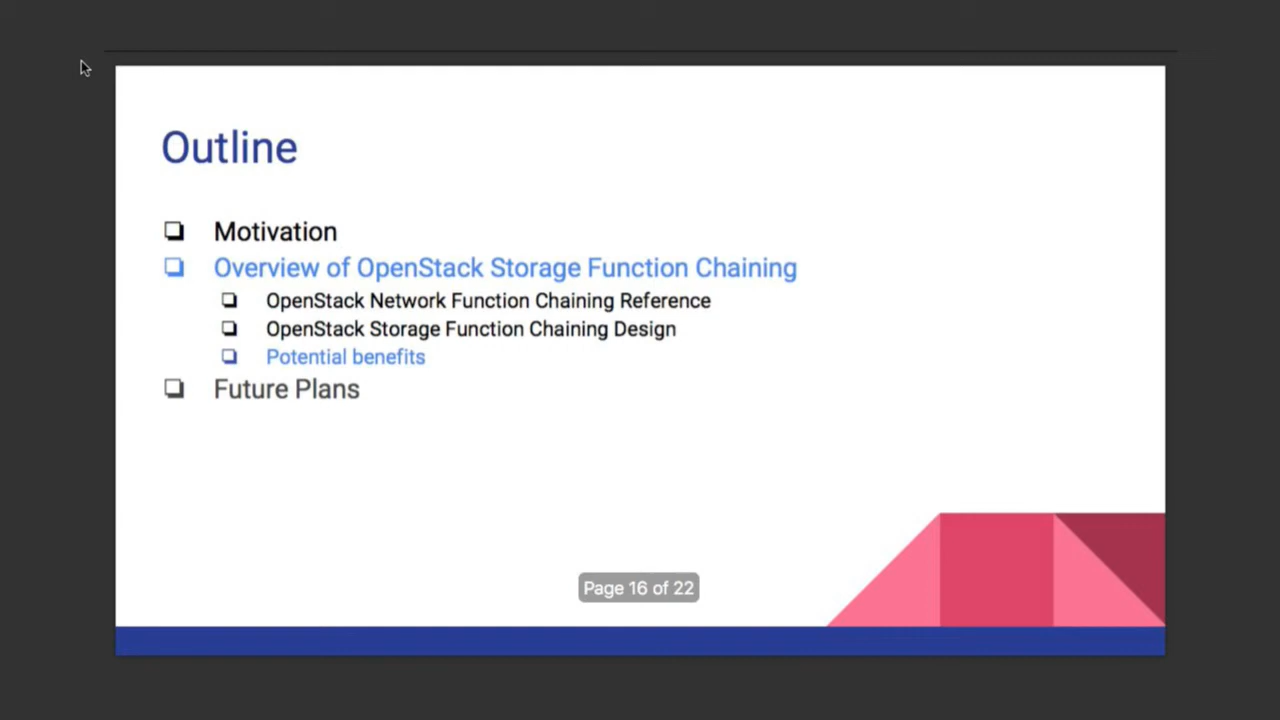 Outline
Motivation
Overview of OpenStack Storage Function Chaining
OpenStack Network Function Chaining Reference
OpenStack Storage Function Chaining Design
Potential benefits
Future Plans
Page 16 of 22